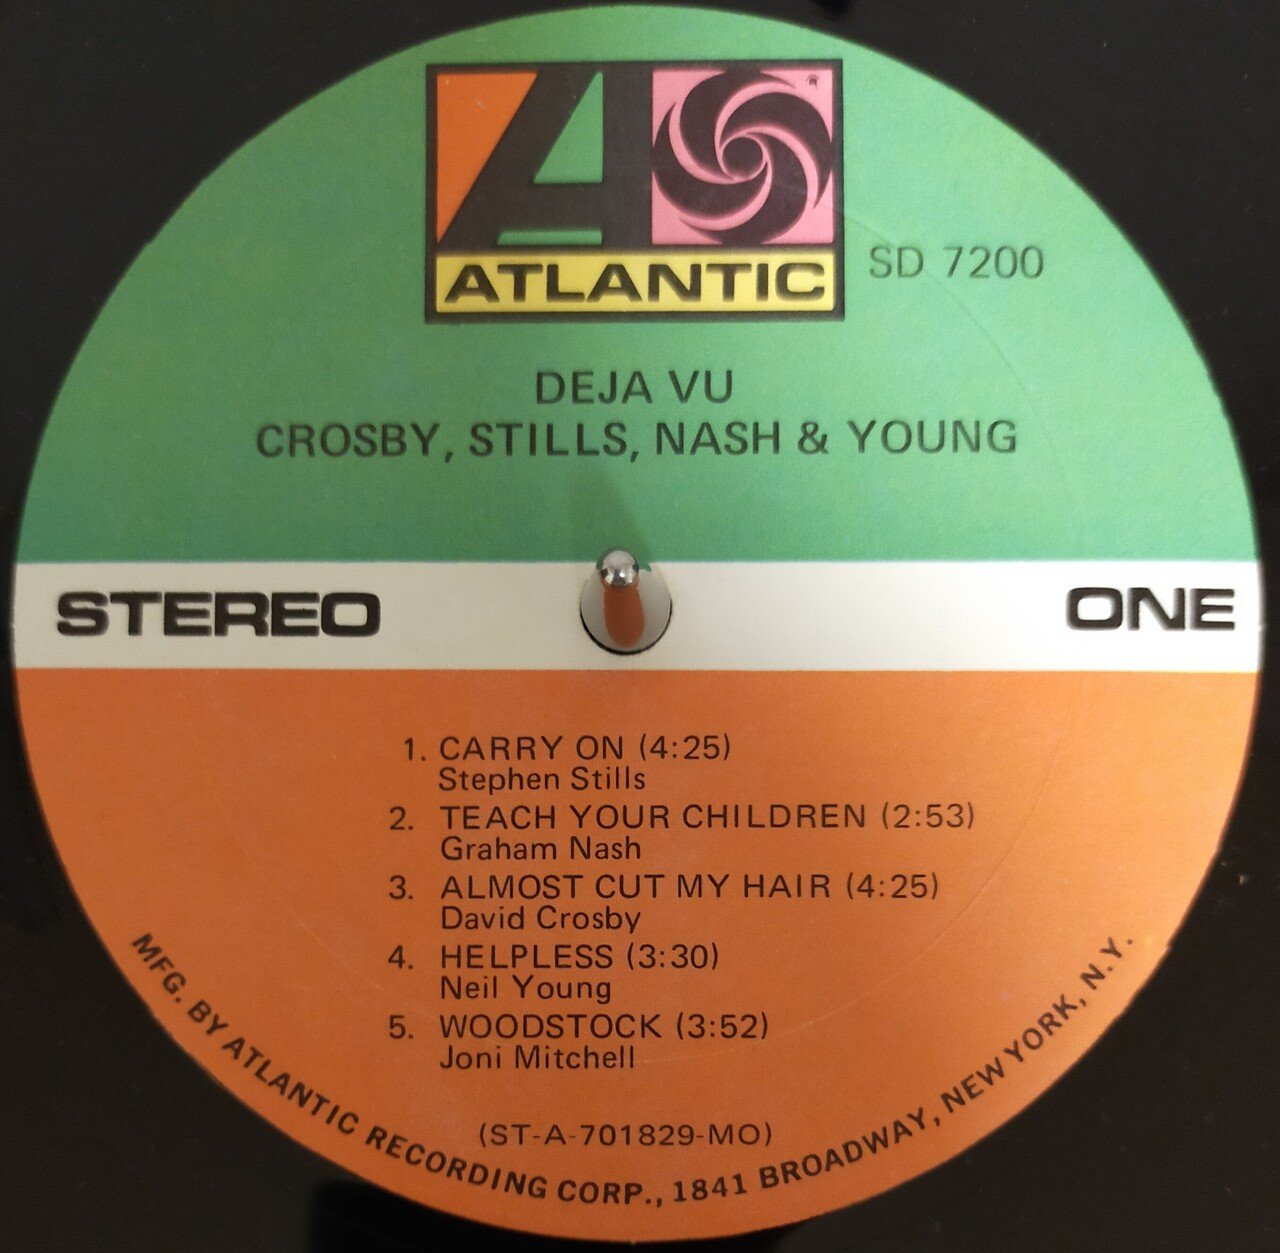 ATLANTIC
®
SD 7200
DEJA VU
CROSBY, STILLS, NASH & YOUNG
STEREO
ONE
1. CARRY ON (4:25)
Stephen Stills
2. TEACH YOUR CHILDREN (2:53)
Graham Nash
3. ALMOST CUT MY HAIR (4:25)
David Crosby
4. HELPLESS (3:30)
Neil Young
5. WOODSTOCK (3:52)
Joni Mitchell
(ST-A-701829-MO)
MFG. BY ATLANTIC RECORDING CORP., 1841 BROADWAY, NEW YORK, N.Y.